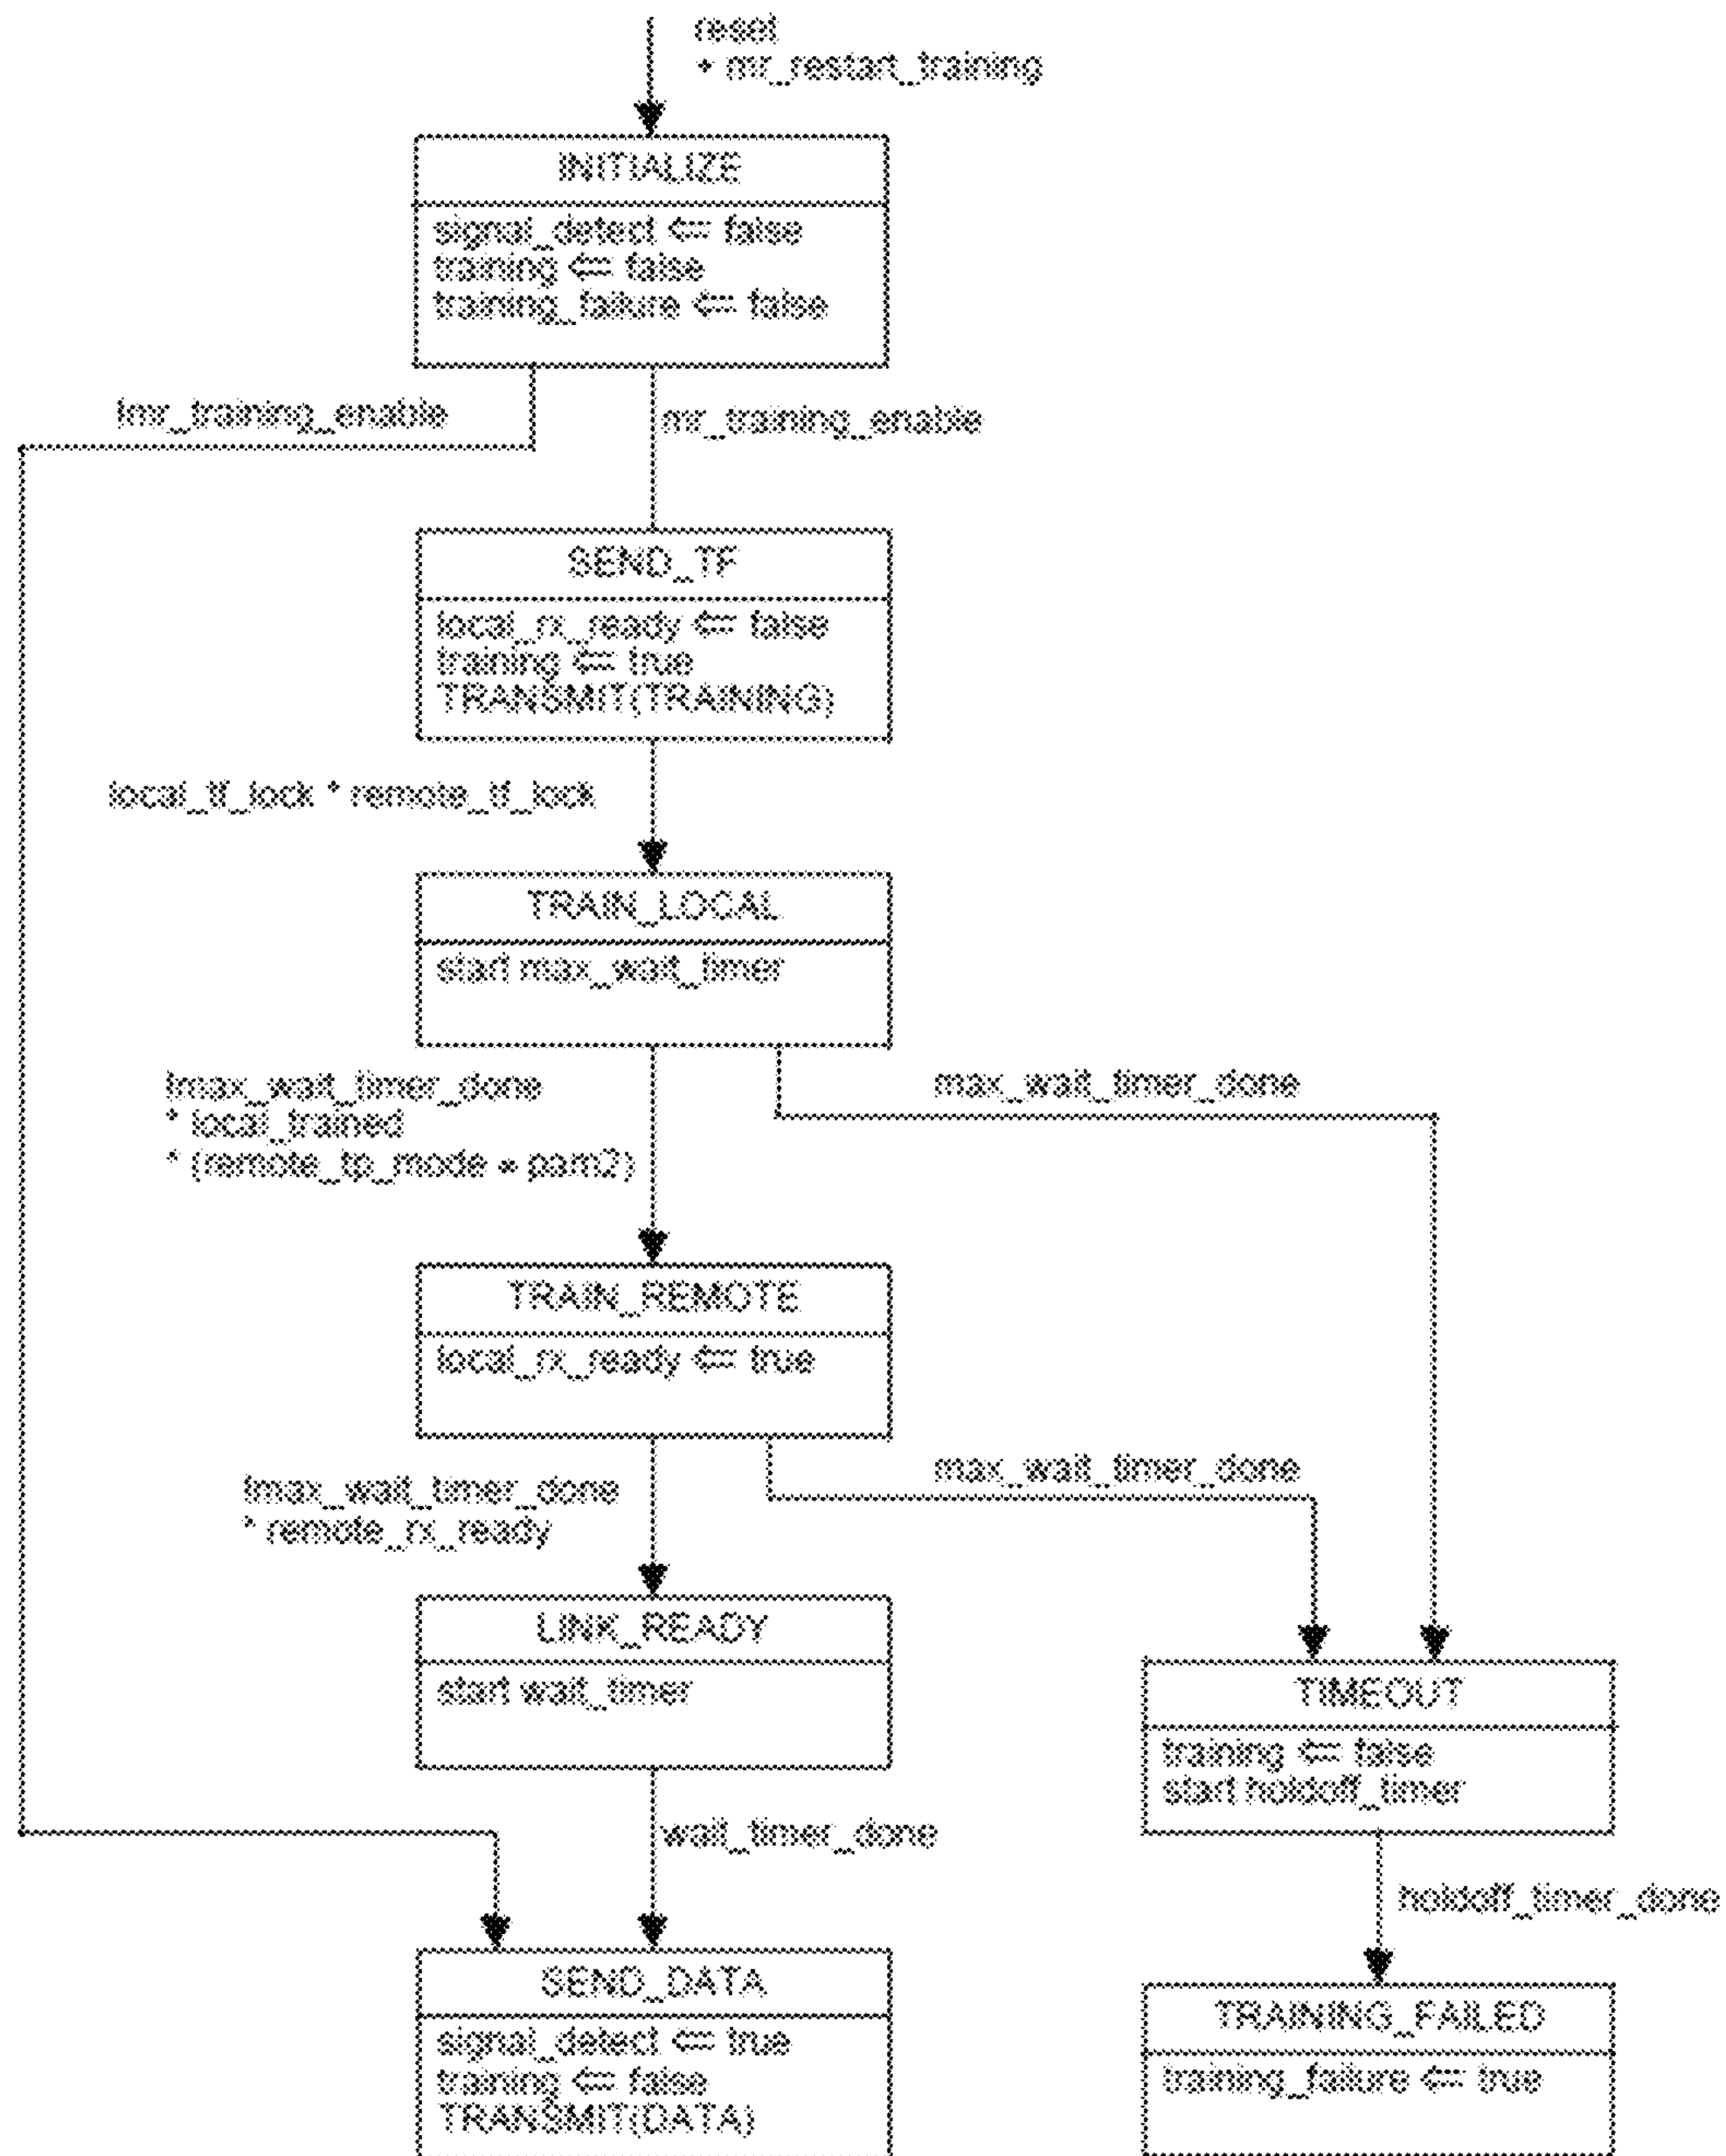 reset
+ mr_restart_training
INITIALIZE
signal_detect ⇐ false
training ⇐ false
training_failure ⇐ false
!mr_training_enable
mr_training_enable
SEND_TF
local_rx_ready ⇐ false
training ⇐ true
TRANSMIT(TRAINING)
local_tf_lock * remote_tf_lock
TRAIN_LOCAL
start max_wait_timer
!max_wait_timer_done
* local_trained
* (remote_tp_mode = pam2)
max_wait_timer_done
TRAIN_REMOTE
local_rx_ready ⇐ true
!max_wait_timer_done
* remote_rx_ready
max_wait_timer_done
LINK_READY
start wait_timer
TIMEOUT
training ⇐ false
start holdoff_timer
wait_timer_done
holdoff_timer_done
SEND_DATA
signal_detect ⇐ true
training ⇐ false
TRANSMIT(DATA)
TRAINING_FAILED
training_failure ⇐ true